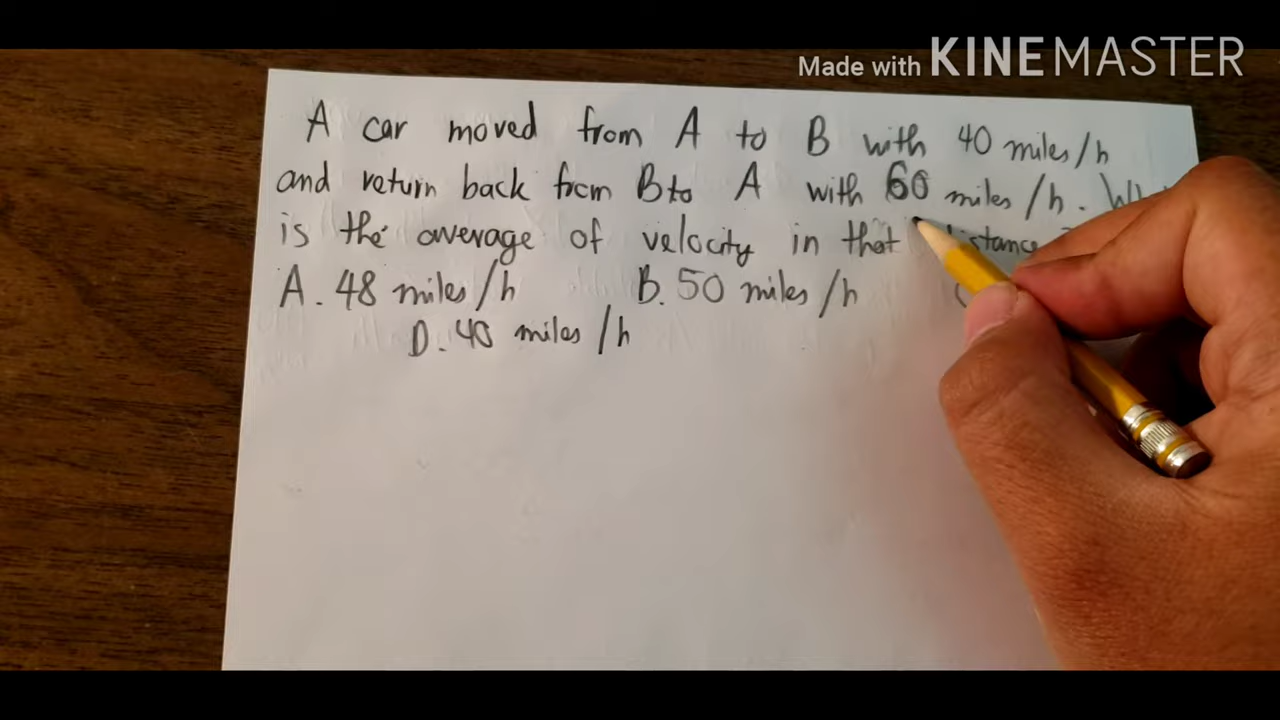 Made with KINEMASTER
A car moved from A to B with 40 miles/h
and return back from B to A with 60 miles/h.
is the average of velocity in that
A. 48 miles/h B. 50 miles/h
D. 40 miles/h